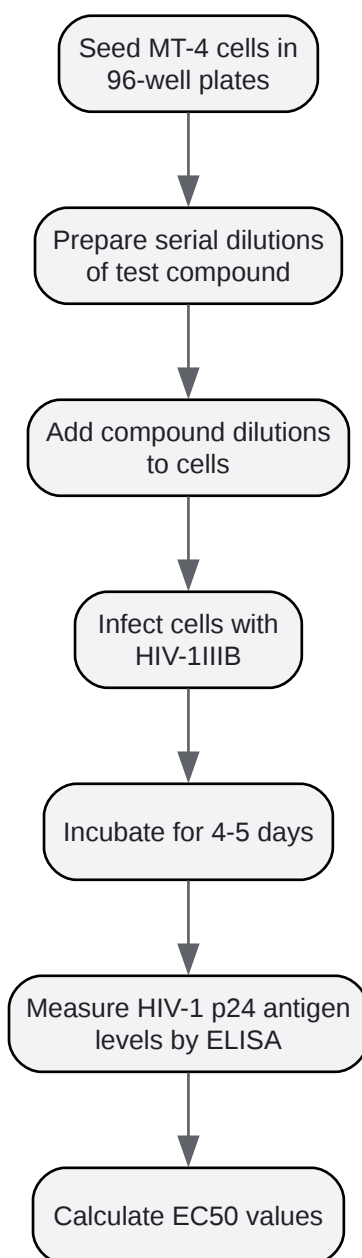 Seed MT-4 cells in
96-well plates
Prepare serial dilutions
of test compound
Add compound dilutions
to cells
Infect cells with
HIV-1IIIB
Incubate for 4-5 days
Measure HIV-1 p24 antigen
levels by ELISA
Calculate EC50 values